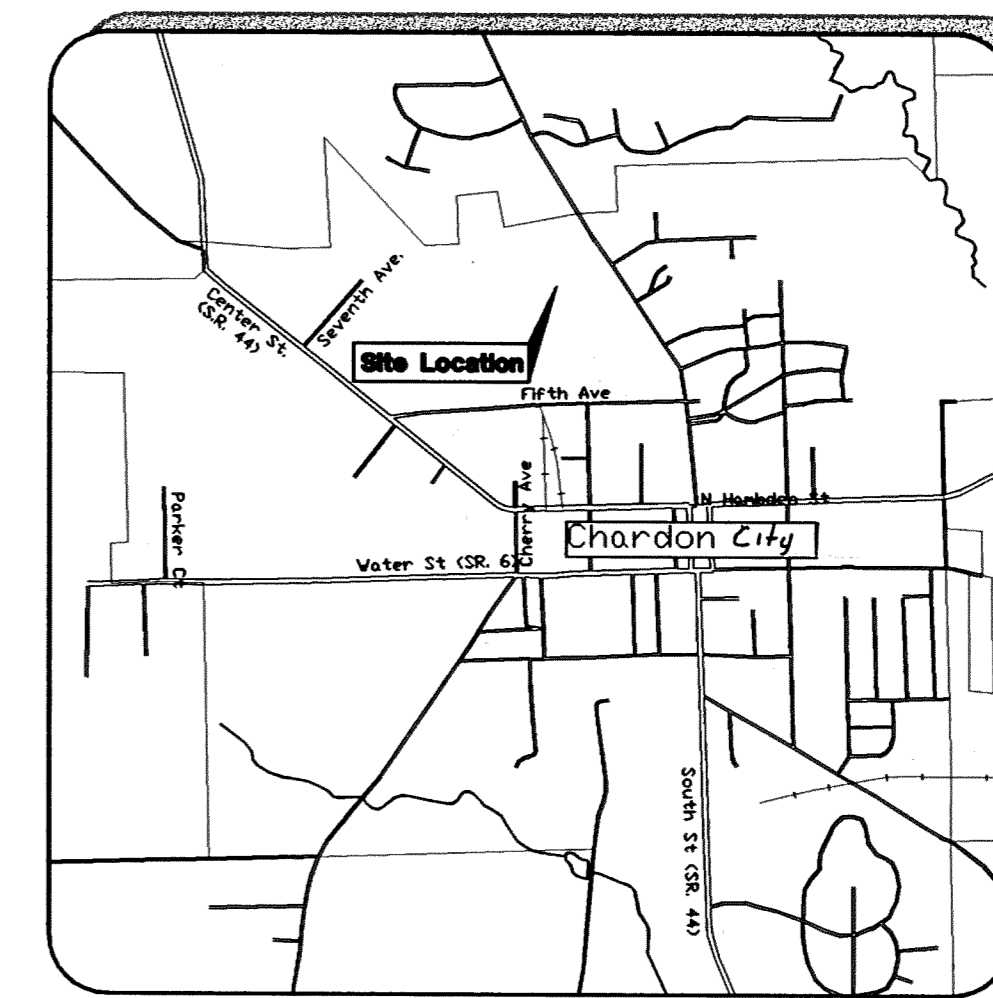 Center St.
(S.R. 44)
Seventh Ave.
Site Location
Fifth Ave
Cherry Ave
N Hambden St
Parker Ct
Chardon City
Water St (SR. 6)
South St (SR. 44)